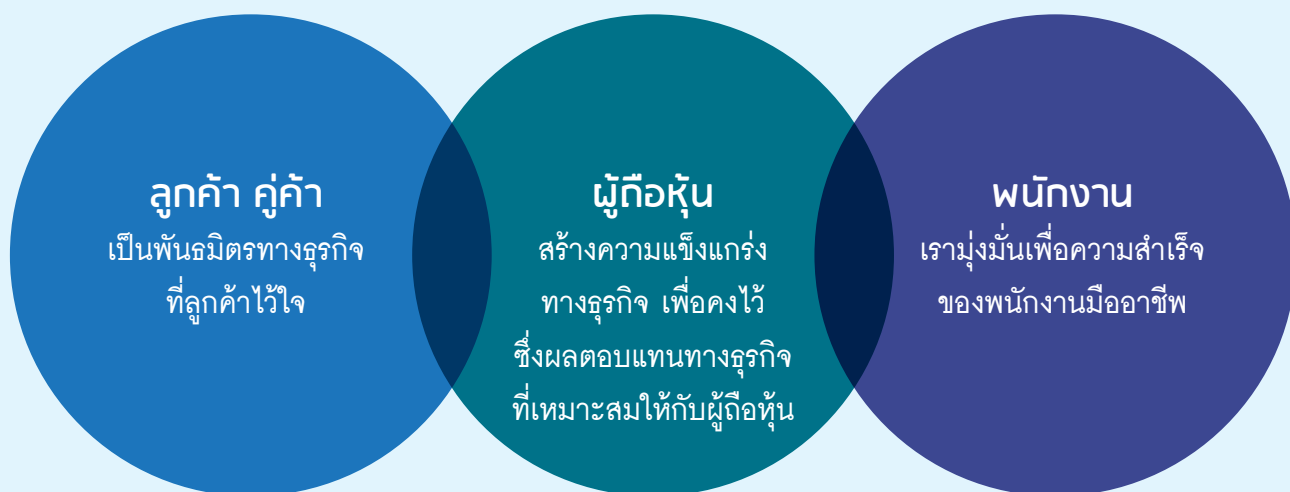 ลูกค้า คู่ค้า
เป็นพันธมิตรทางธุรกิจ
ที่ลูกค้าไว้ใจ
ผู้ถือหุ้น
สร้างความแข็งแกร่ง
ทางธุรกิจ เพื่อคงไว้
ซึ่งผลตอบแทนทางธุรกิจ
ที่เหมาะสมให้กับผู้ถือหุ้น
พนักงาน
เรามุ่งมั่นเพื่อความสำเร็จ
ของพนักงานมืออาชีพ